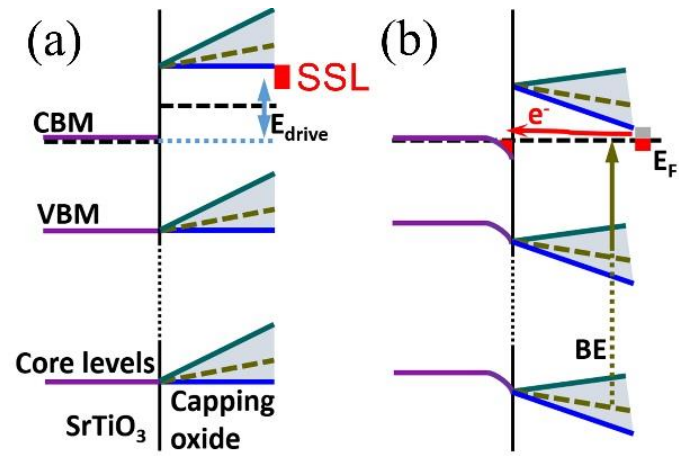 (a)
SSL
CBM
E_drive
VBM
Core levels
SrTiO₃
Capping
oxide
(b)
e⁻
E_F
BE